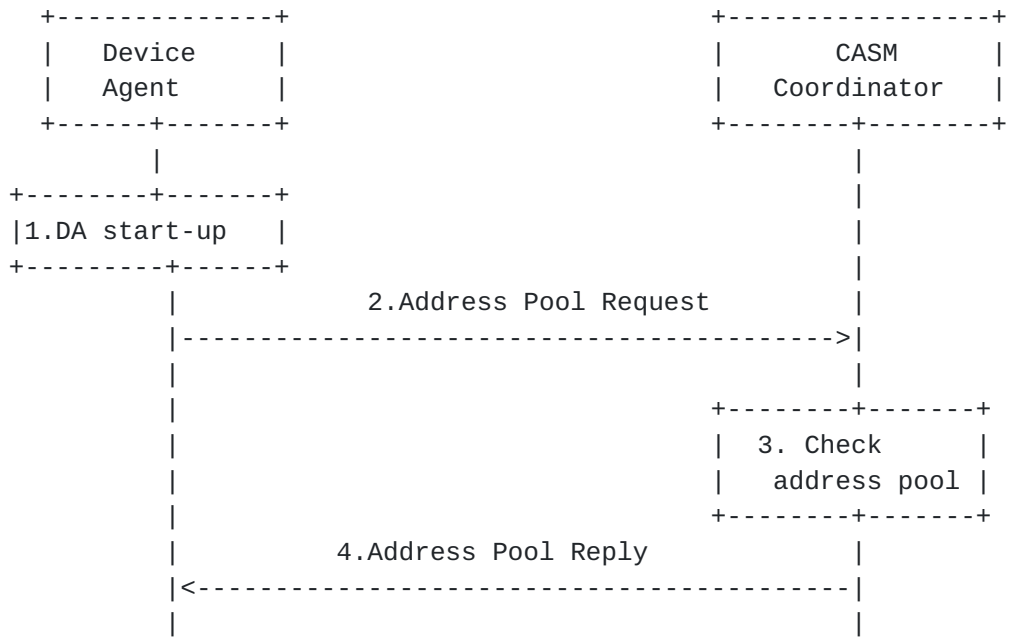 Device CASM
Agent Coordinator
1.DA start-up
2.Address Pool Request
3. Check
address pool
4.Address Pool Reply